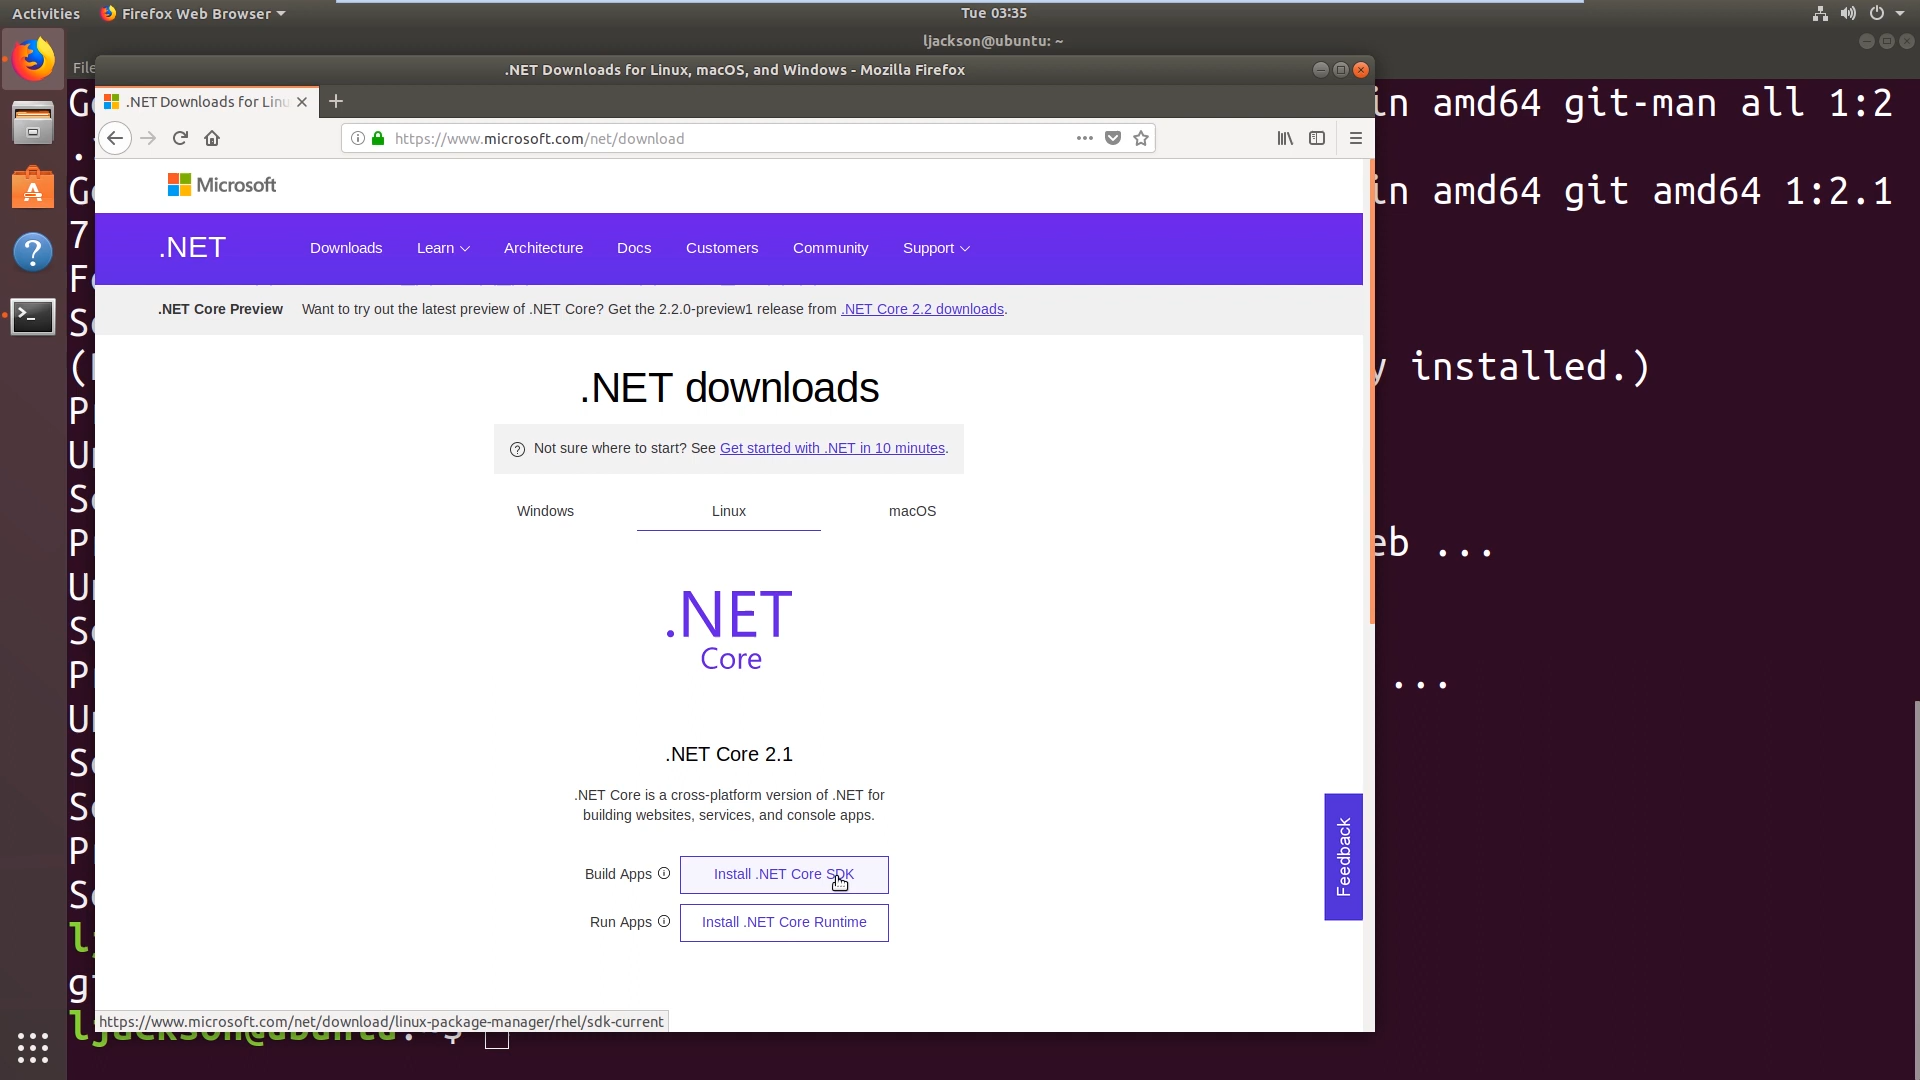 Activities
Firefox Web Browser
Tue 03:35
ljackson@ubuntu: ~
File
.NET Downloads for Linux, macOS, and Windows - Mozilla Firefox
.NET Downloads for Linu
https://www.microsoft.com/net/download
in amd64 git-man all 1:2
in amd64 git amd64 1:2.1
7
y installed.)
eb ...
...
Microsoft
.NET
Downloads
Learn
Architecture
Docs
Customers
Community
Support
.NET Core Preview
Want to try out the latest preview of .NET Core? Get the 2.2.0-preview1 release from .NET Core 2.2 downloads.
.NET downloads
Not sure where to start? See Get started with .NET in 10 minutes.
Windows
Linux
macOS
.NET
Core
.NET Core 2.1
.NET Core is a cross-platform version of .NET for
building websites, services, and console apps.
Build Apps
Install .NET Core SDK
Run Apps
Install .NET Core Runtime
Feedback
https://www.microsoft.com/net/download/linux-package-manager/rhel/sdk-current
ljackson@ubuntu:~$